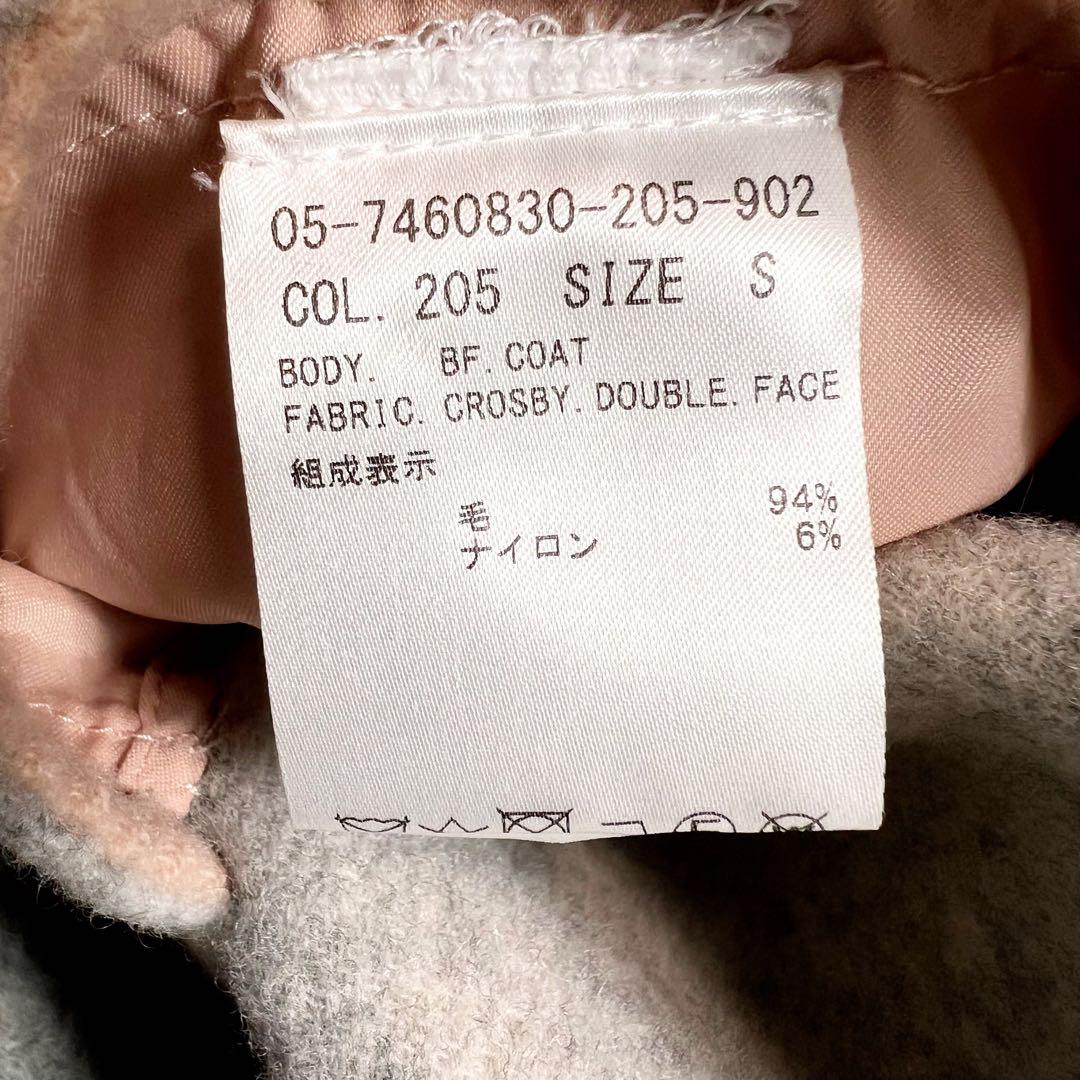 05-7460830-205-902
COL. 205 SIZE S
BODY. BF. COAT
FABRIC. CROSBY. DOUBLE. FACE
組成表示
毛 94%
ナイロン 6%